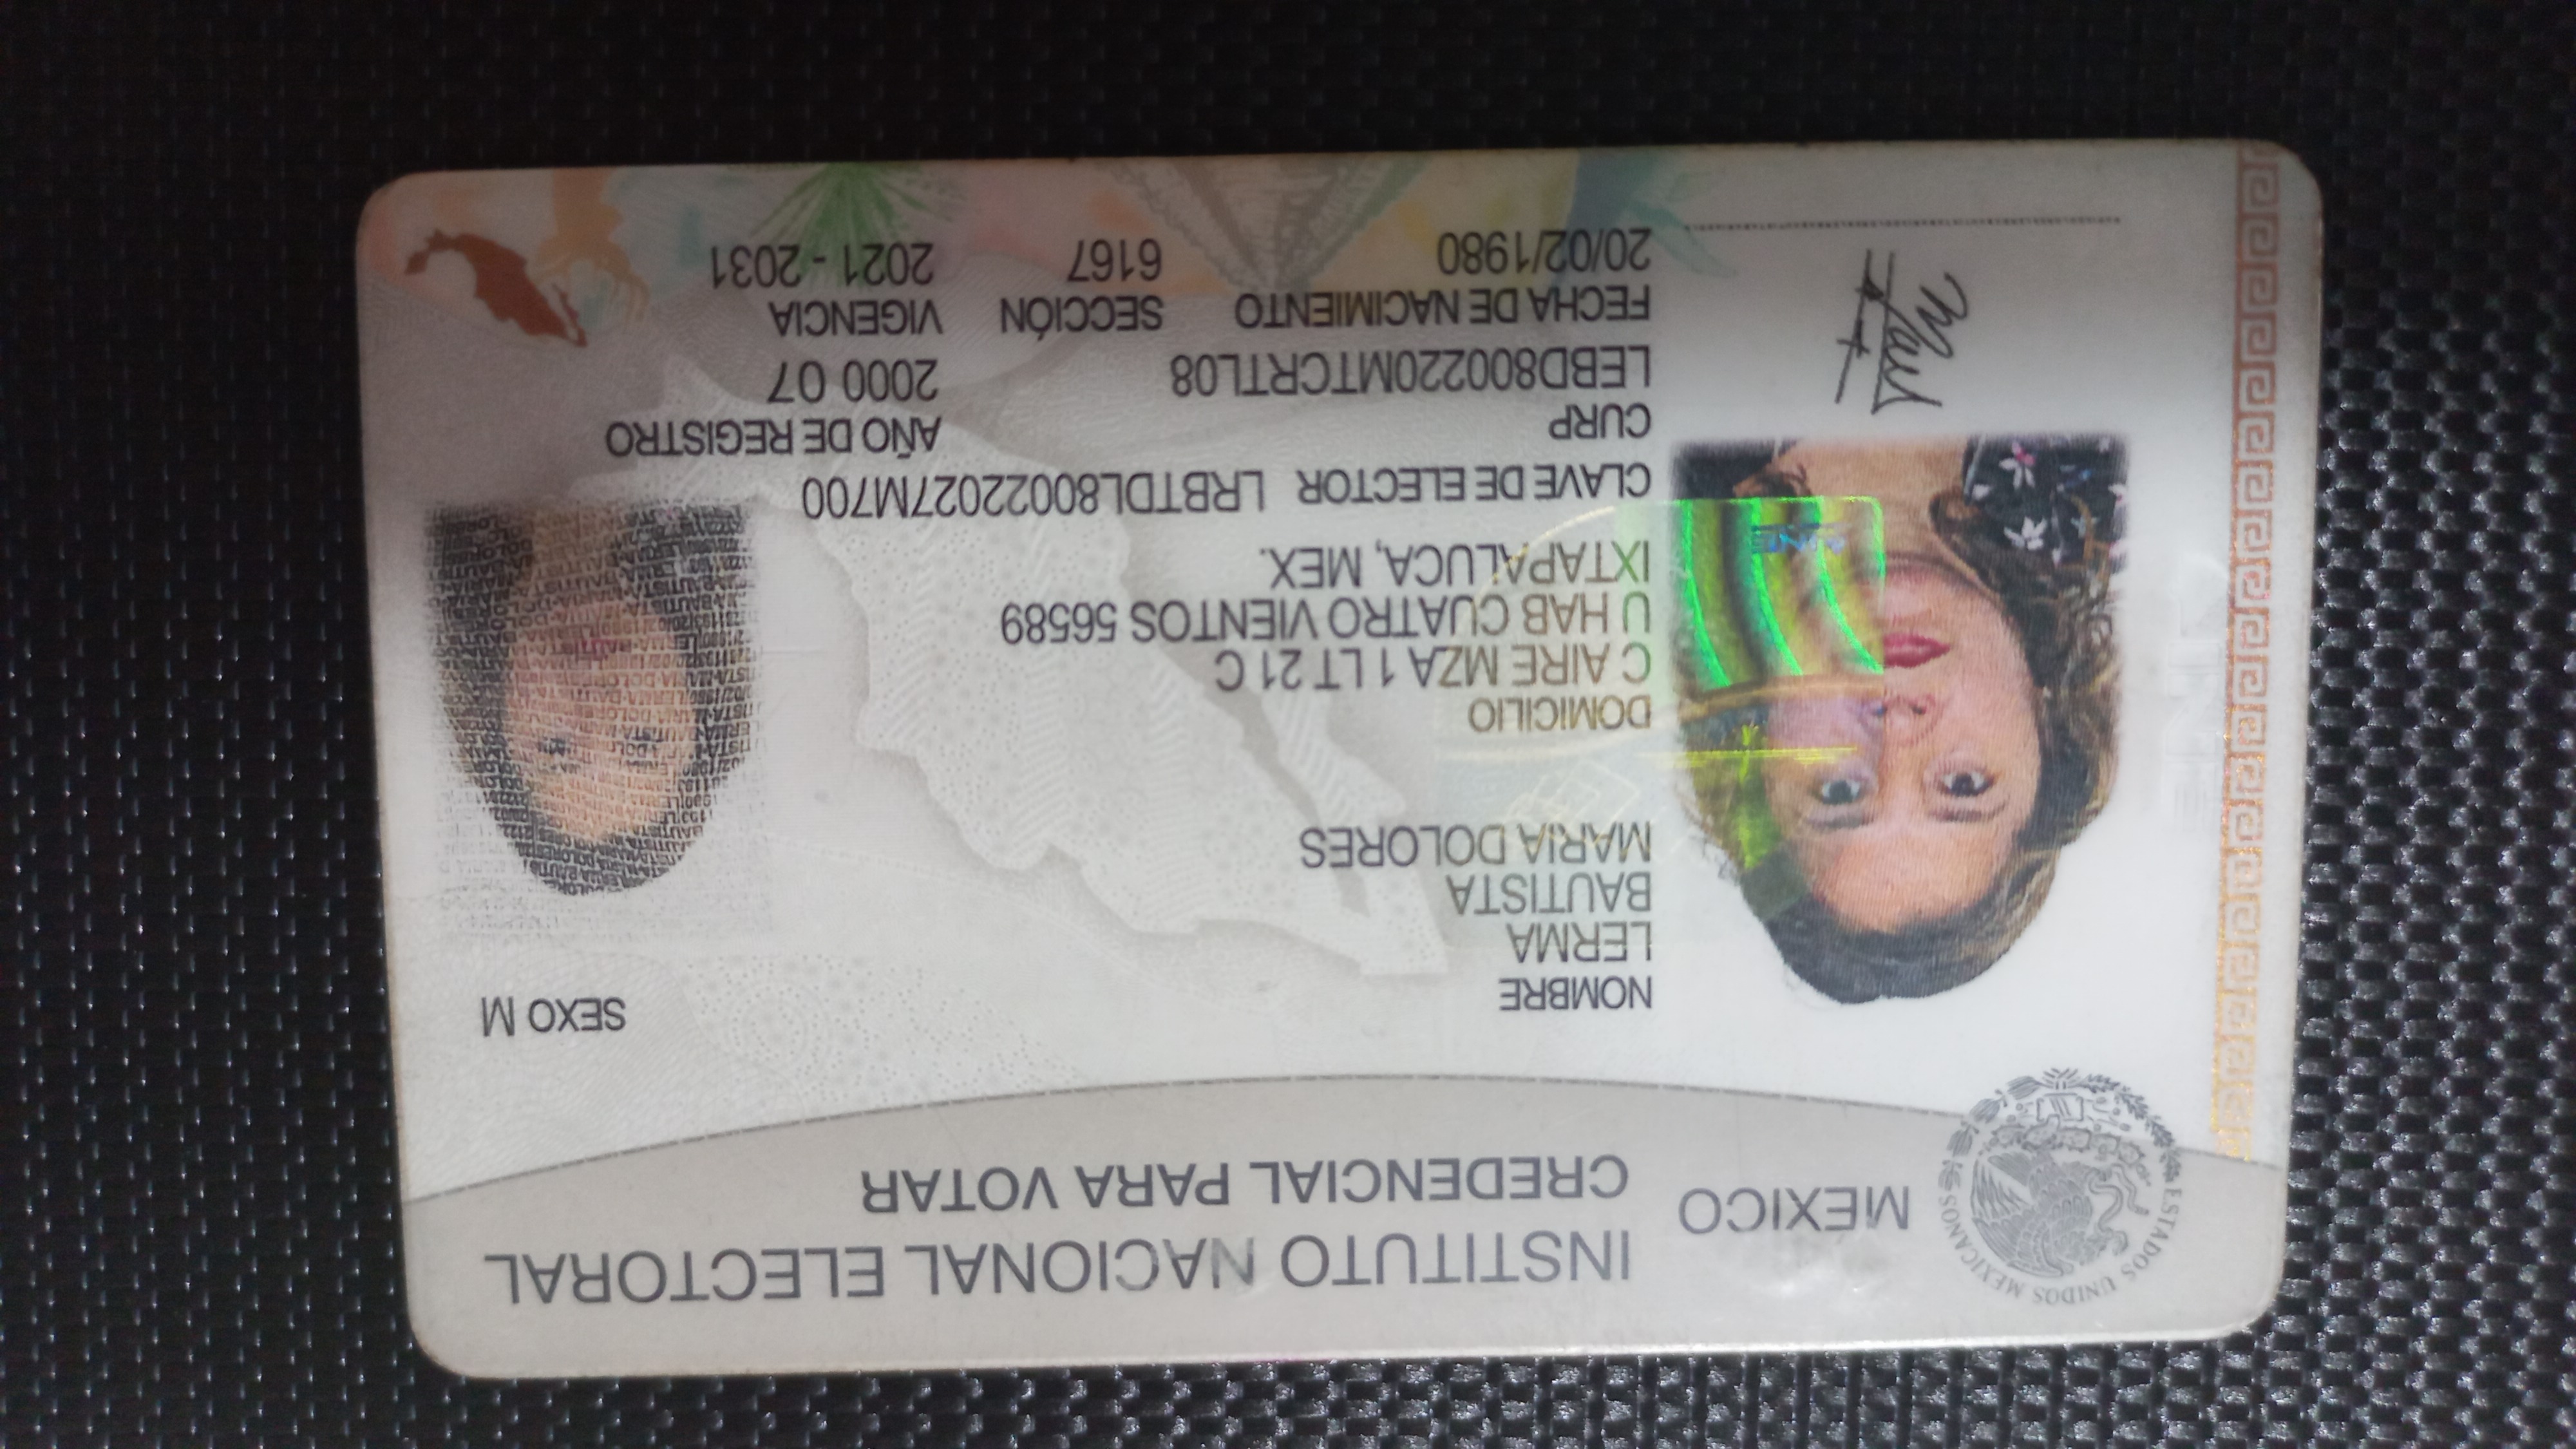 MÉXICO
INSTITUTO NACIONAL ELECTORAL
CREDENCIAL PARA VOTAR
ESTADOS UNIDOS MEXICANOS
NOMBRE
LERMA
BAUTISTA
MARIA DOLORES
SEXO M
DOMICILIO
C AIRE MZA 1 LT 21 C
U HAB CUATRO VIENTOS 56589
IXTAPALUCA, MEX.
CLAVE DE ELECTOR LRBTDL80022027M700
CURP
LEBD800220MTCRTL08
AÑO DE REGISTRO
2000 07
FECHA DE NACIMIENTO
20/02/1980
SECCIÓN
6167
VIGENCIA
2021 - 2031
INE